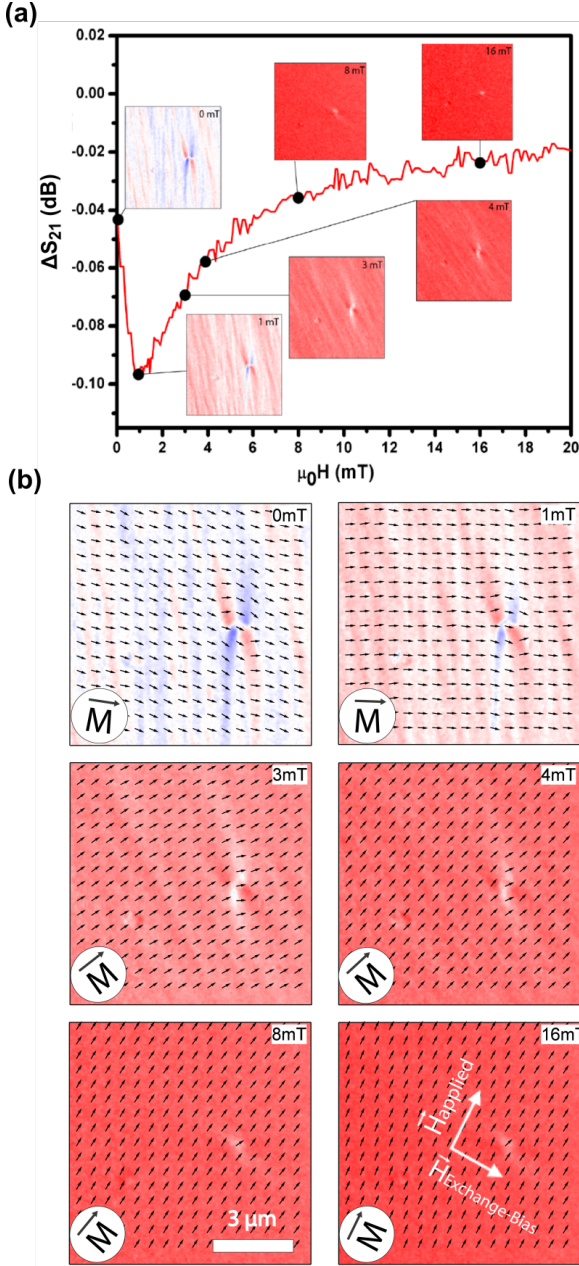 (a)
0.02
0.00
-0.02
-0.04
-0.06
-0.08
-0.10
ΔS21 (dB)
0 mT
8 mT
16 mT
4 mT
3 mT
1 mT
0 2 4 6 8 10 12 14 16 18 20
μ0H (mT)
(b)
0mT
M
1mT
M
3mT
M
4mT
M
8mT
M
3 μm
16mT
M
HApplied
HExchange-Bias